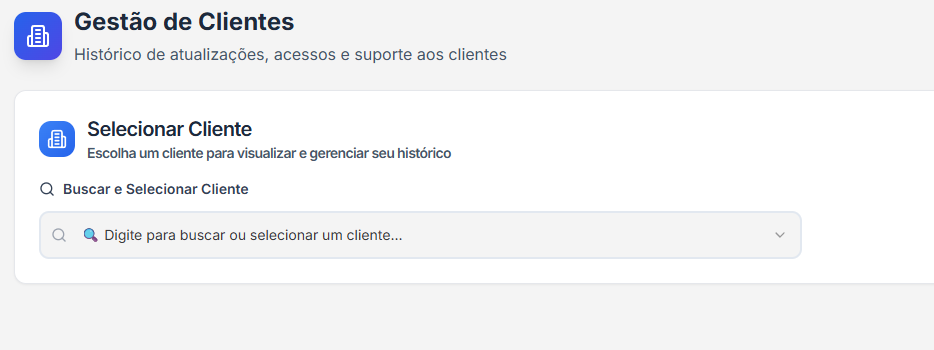 Gestão de Clientes
Histórico de atualizações, acessos e suporte aos clientes
Selecionar Cliente
Escolha um cliente para visualizar e gerenciar seu histórico
Buscar e Selecionar Cliente
🔍 Digite para buscar ou selecionar um cliente...